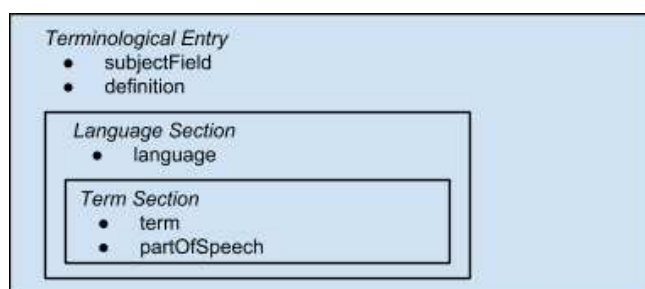 Terminological Entry
● subjectField
● definition
Language Section
● language
Term Section
● term
● partOfSpeech